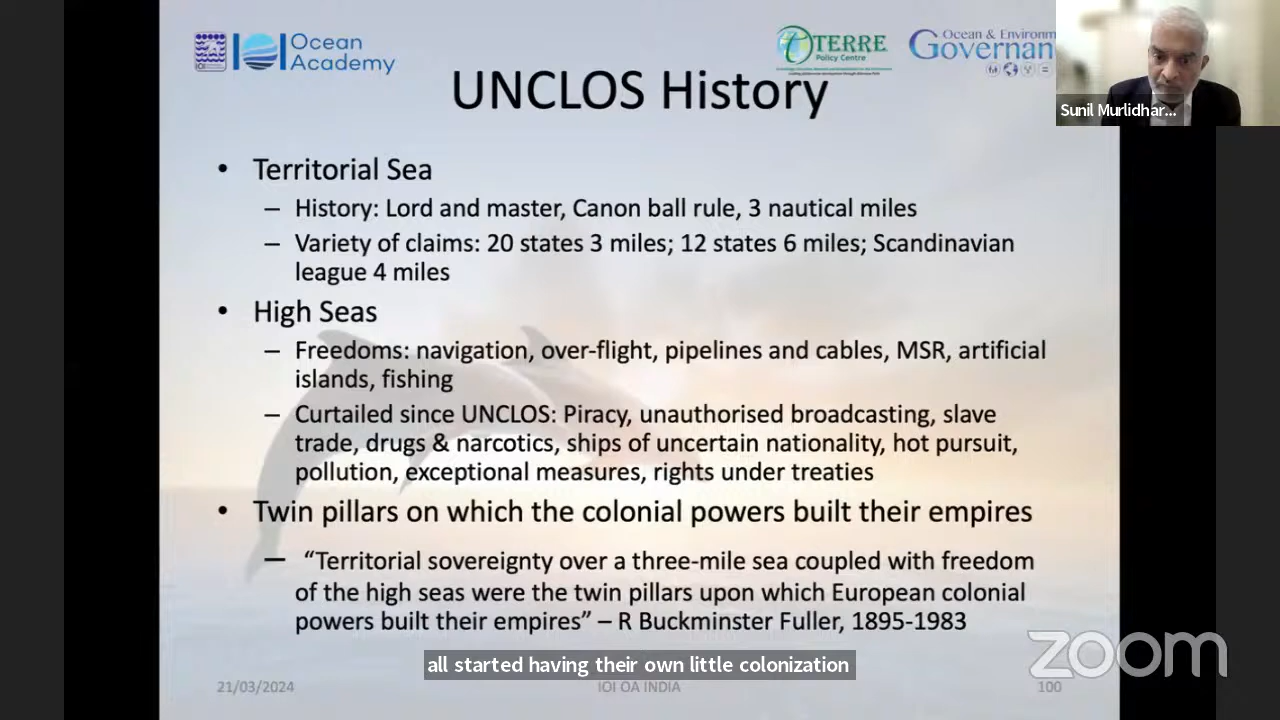 IOI Ocean
Academy
TERRE
Policy Centre
Ocean & Environm
Governan
UNCLOS History
Sunil Murlidhar...
• Territorial Sea
– History: Lord and master, Canon ball rule, 3 nautical miles
– Variety of claims: 20 states 3 miles; 12 states 6 miles; Scandinavian
league 4 miles
• High Seas
– Freedoms: navigation, over-flight, pipelines and cables, MSR, artificial
islands, fishing
– Curtailed since UNCLOS: Piracy, unauthorised broadcasting, slave
trade, drugs & narcotics, ships of uncertain nationality, hot pursuit,
pollution, exceptional measures, rights under treaties
• Twin pillars on which the colonial powers built their empires
– “Territorial sovereignty over a three-mile sea coupled with freedom
of the high seas were the twin pillars upon which European colonial
powers built their empires” – R Buckminster Fuller, 1895-1983
all started having their own little colonization
zoom
21/03/2024
IOI OA INDIA
100